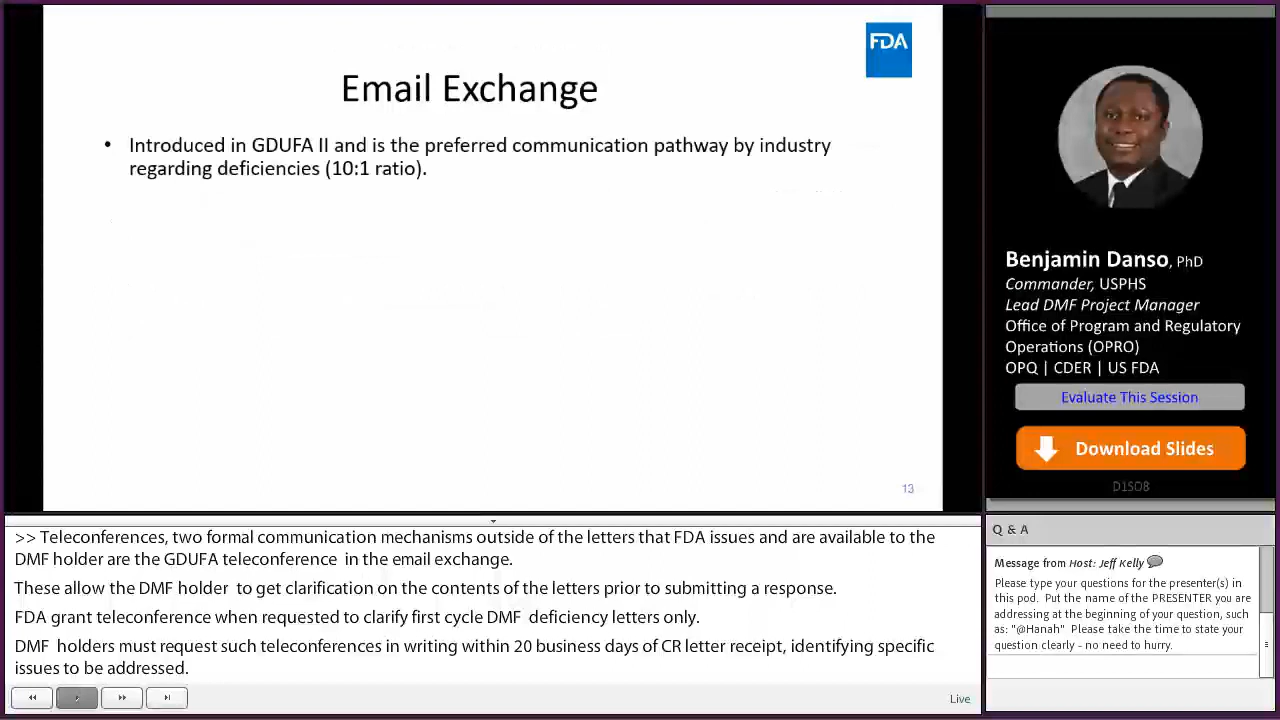 FDA
Email Exchange
• Introduced in GDUFA II and is the preferred communication pathway by industry
regarding deficiencies (10:1 ratio).
13
Benjamin Danso, PhD
Commander, USPHS
Lead DMF Project Manager
Office of Program and Regulatory
Operations (OPRO)
OPQ | CDER | US FDA
Evaluate This Session
Download Slides
D1S08
>> Teleconferences, two formal communication mechanisms outside of the letters that FDA issues and are available to the
DMF holder are the GDUFA teleconference  in the email exchange.
These allow the DMF holder  to get clarification on the contents of the letters prior to submitting a response.
FDA grant teleconference when requested to clarify first cycle DMF  deficiency letters only.
DMF  holders must request such teleconferences in writing within 20 business days of CR letter receipt, identifying specific
issues to be addressed.
Live
Q & A
Message from Host: Jeff Kelly
Please type your questions for the presenter(s) in
this pod.  Put the name of the PRESENTER you are
addressing at the beginning of your question, such
as: "@Hanah"  Please take the time to state your
question clearly - no need to hurry.